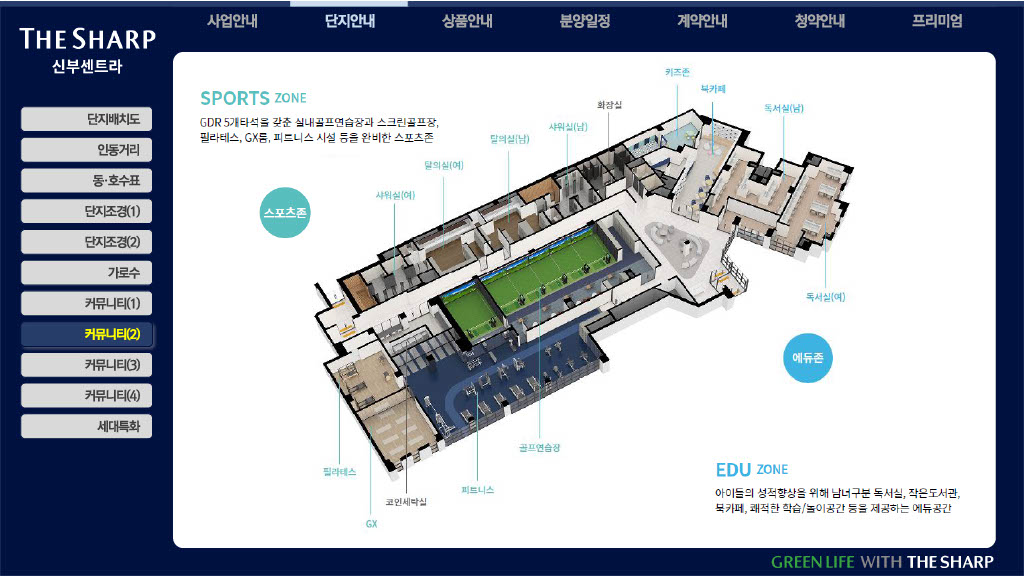 사업안내
단지안내
상품안내
분양일정
계약안내
청약안내
프리미엄
THE SHARP
신부센트라
단지배치도
인동거리
동·호수표
단지조경(1)
단지조경(2)
가로수
커뮤니티(1)
커뮤니티(2)
커뮤니티(3)
커뮤니티(4)
세대특화
SPORTS ZONE
GDR 5개타석을 갖춘 실내골프연습장과 스크린골프장,
필라테스, GX룸, 피트니스 시설 등을 완비한 스포츠존
스포츠존
키즈존
북카페
화장실
독서실(남)
샤워실(남)
탈의실(남)
탈의실(여)
샤워실(여)
독서실(여)
에듀존
골프연습장
필라테스
피트니스
코인세탁실
GX
EDU ZONE
아이들의 성적향상을 위해 남녀구분 독서실, 작은도서관,
북카페, 쾌적한 학습/놀이공간 등을 제공하는 에듀공간
GREEN LIFE WITH THE SHARP